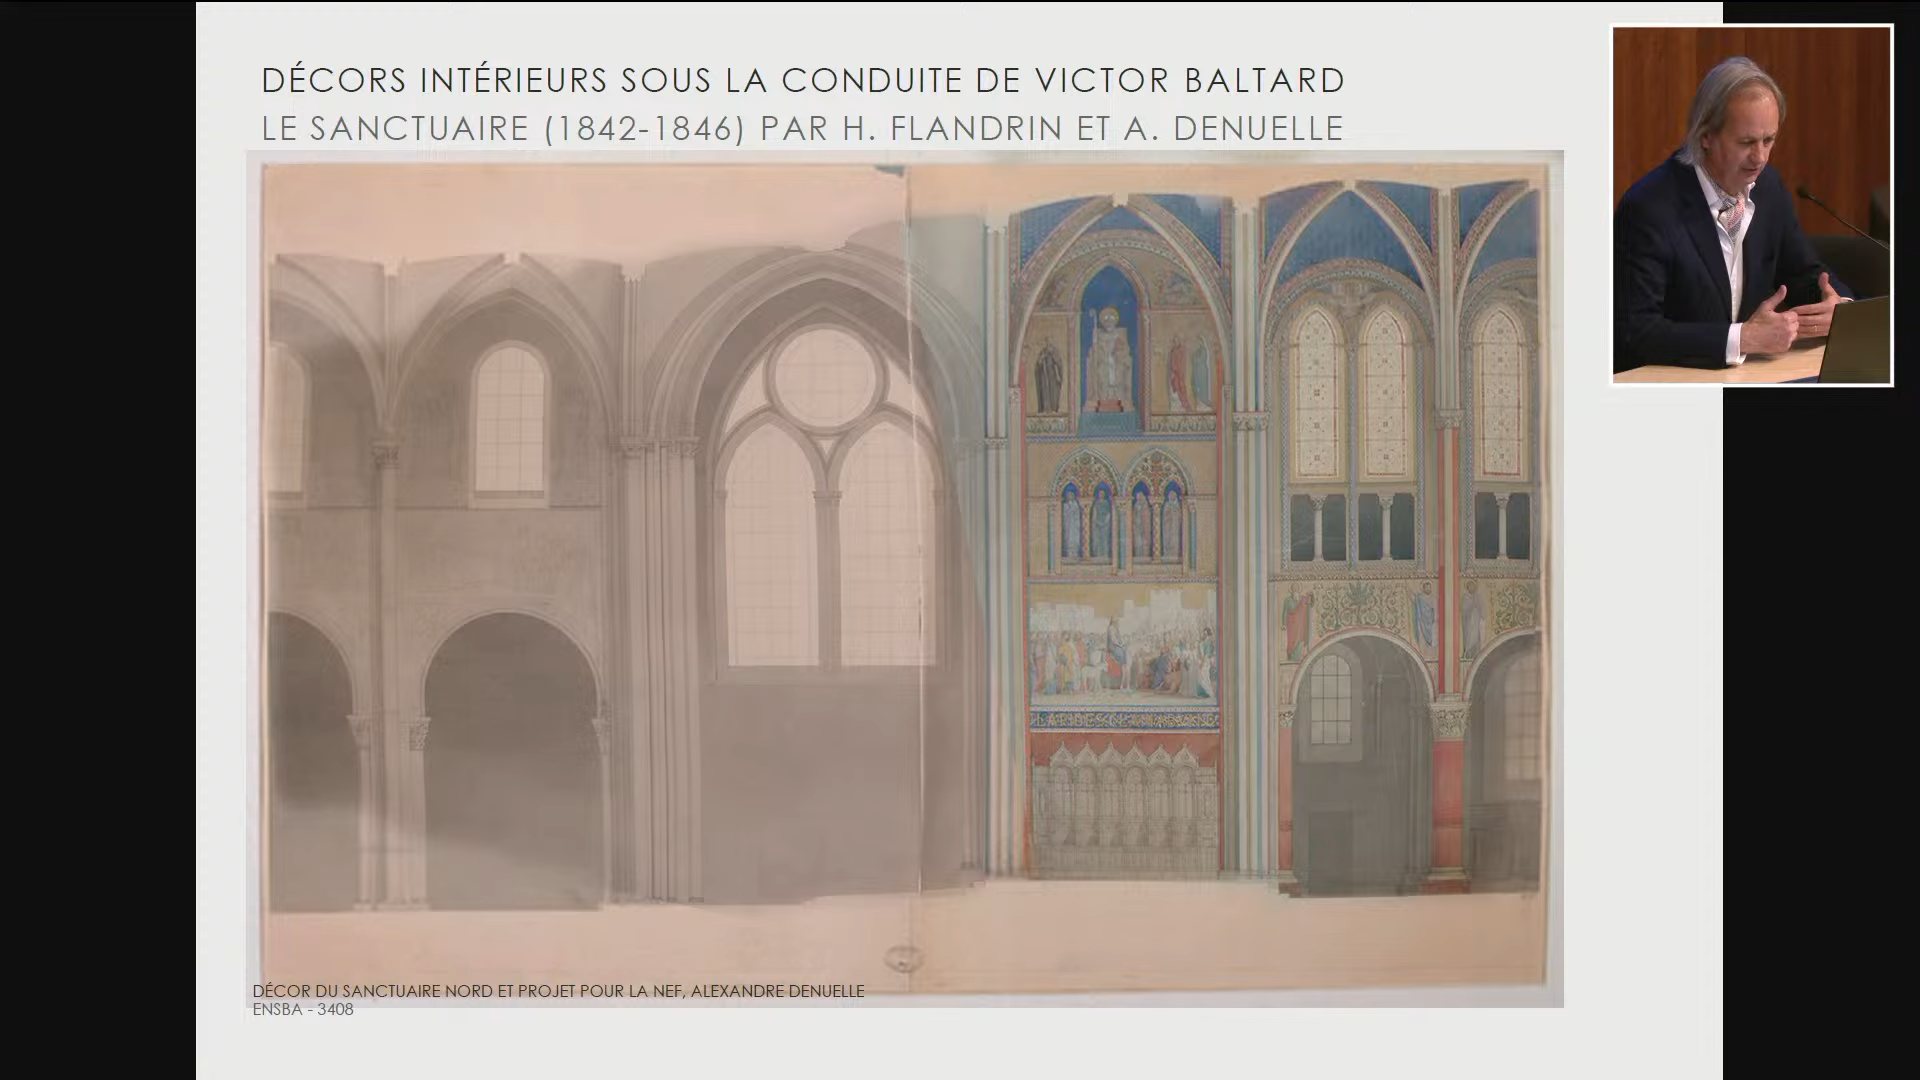 DÉCORS INTÉRIEURS SOUS LA CONDUITE DE VICTOR BALTARD
LE SANCTUAIRE (1842-1846) PAR H. FLANDRIN ET A. DENUELLE
DÉCOR DU SANCTUAIRE NORD ET PROJET POUR LA NEF, ALEXANDRE DENUELLE
ENSBA - 3408